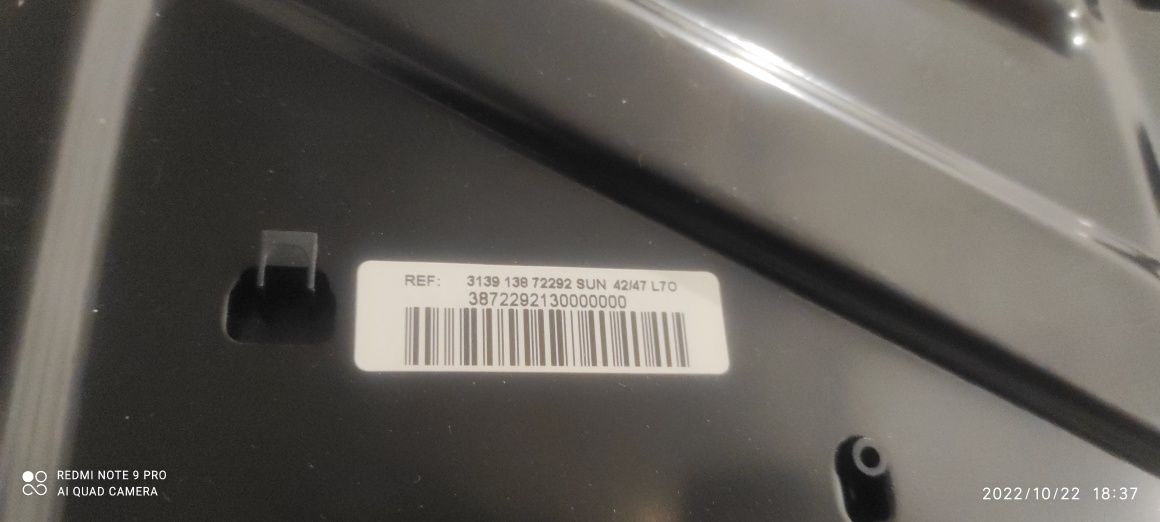 REF: 3139 138 72292 SUN 42/47 L7O
3872292130000000
REDMI NOTE 9 PRO
AI QUAD CAMERA
2022/10/22 18:37